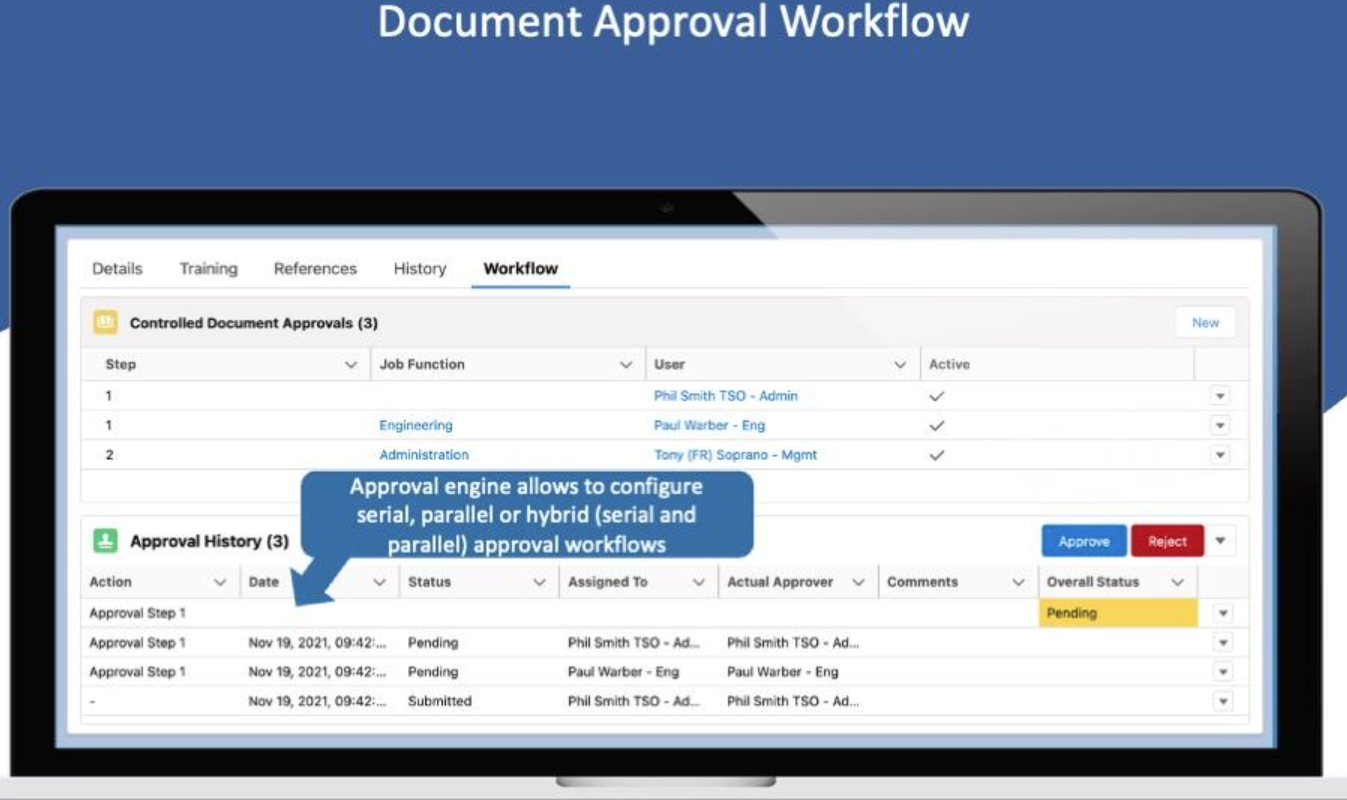 Document Approval Workflow
Details Training References History Workflow
Controlled Document Approvals (3) New
Step Job Function User Active
1 Phil Smith TSO - Admin
1 Engineering Paul Warber - Eng
2 Administration Tony (FR) Soprano - Mgmt
Approval engine allows to configure
serial, parallel or hybrid (serial and
parallel) approval workflows
Approval History (3) Approve Reject
Action Date Status Assigned To Actual Approver Comments Overall Status
Approval Step 1 Pending
Approval Step 1 Nov 19, 2021, 09:42:... Pending Phil Smith TSO - Ad... Phil Smith TSO - Ad...
Approval Step 1 Nov 19, 2021, 09:42:... Pending Paul Warber - Eng Paul Warber - Eng
- Nov 19, 2021, 09:42:... Submitted Phil Smith TSO - Ad... Phil Smith TSO - Ad...